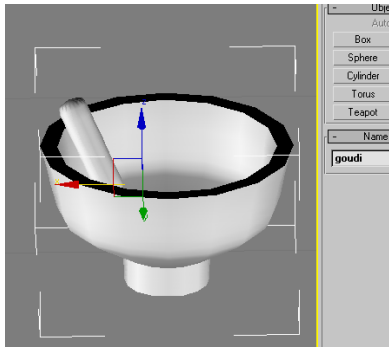 - Obje
Auto
Box
Sphere
Cylinder
Torus
Teapot
- Name
goudi